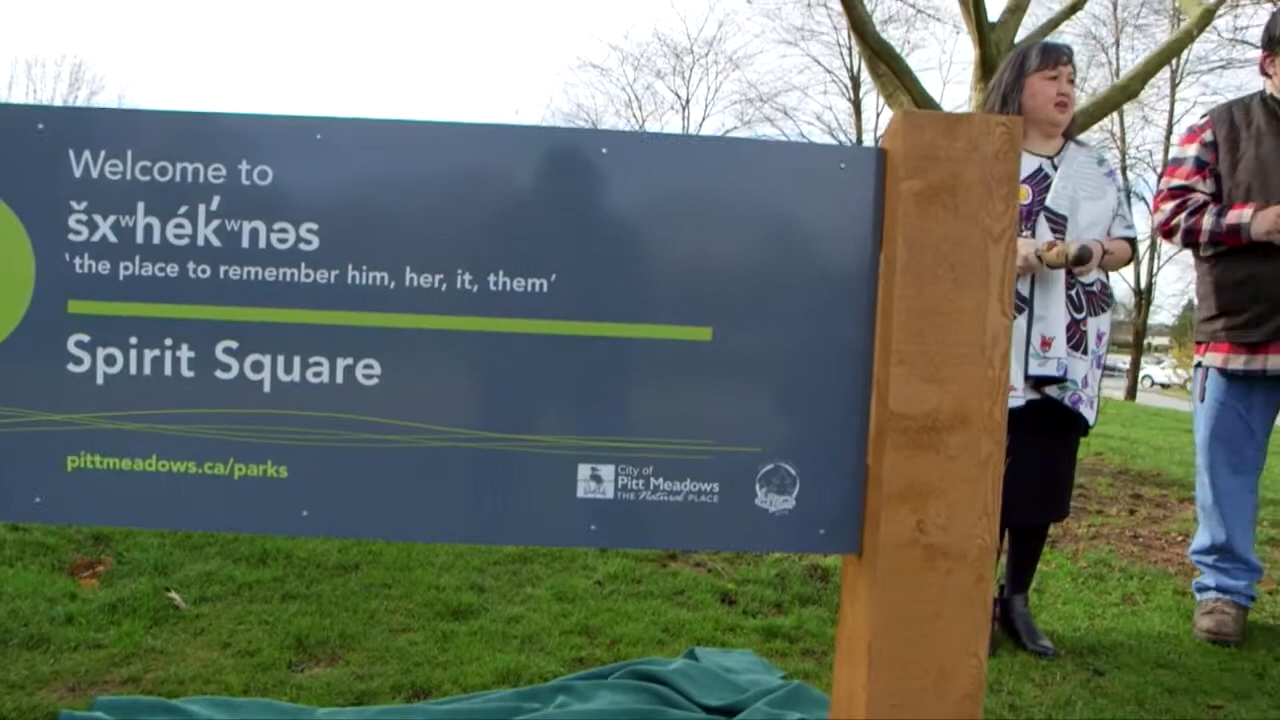 Welcome to
šxʷhék̓ʷnəs
‘the place to remember him, her, it, them’
Spirit Square
pittmeadows.ca/parks
City of
Pitt Meadows
THE Natural PLACE